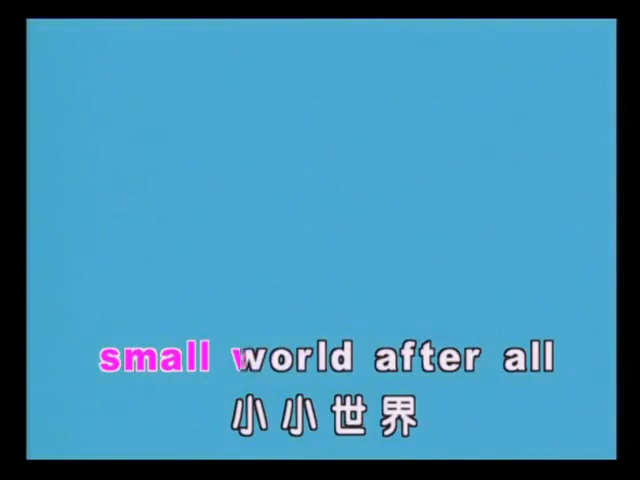 small world after all
小小世界